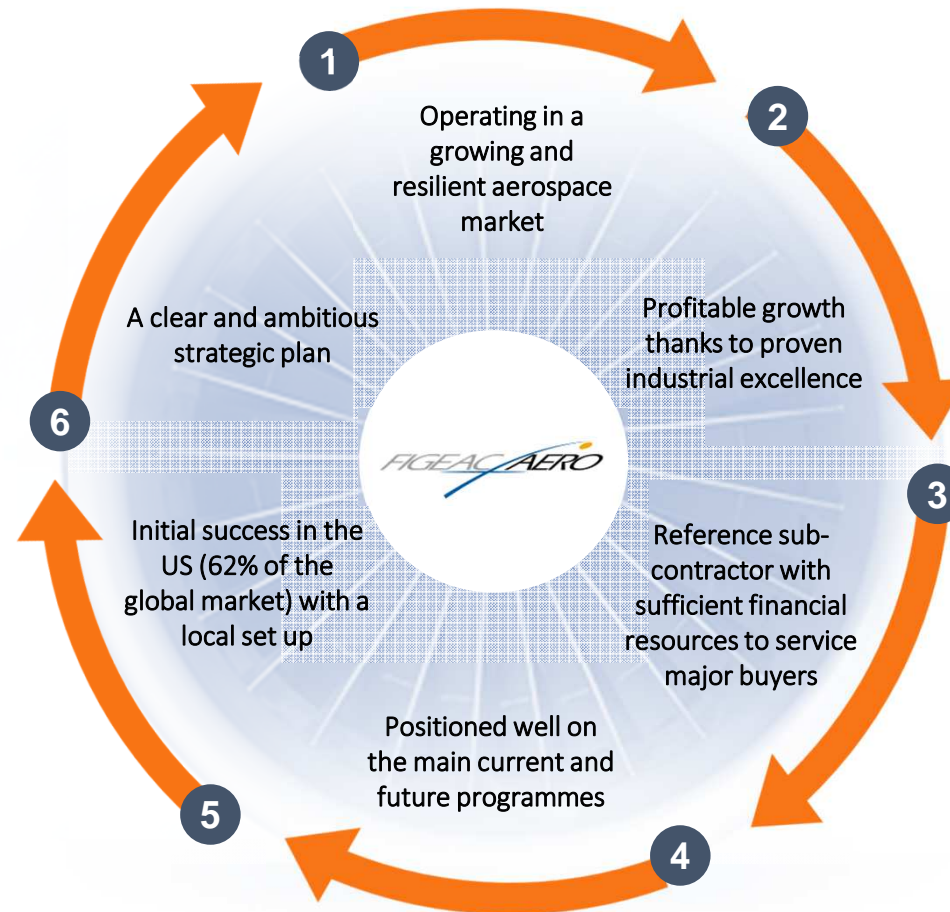 1
Operating in a
growing and
resilient aerospace
market
2
Profitable growth
thanks to proven
industrial excellence
3
Reference sub-
contractor with
sufficient financial
resources to service
major buyers
4
Positioned well on
the main current and
future programmes
5
Initial success in the
US (62% of the
global market) with a
local set up
6
A clear and ambitious
strategic plan
FIGEAC AERO